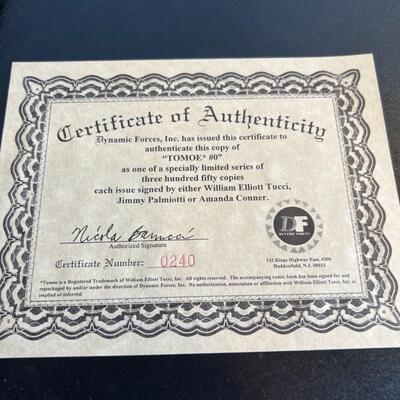 Certificate of Authenticity
Dynamic Forces, Inc. has issued this certificate to
authenticate this copy of
"TOMOE* #0"
as one of a specially limited series of
three hundred fifty copies
each issue signed by either William Elliott Tucci,
Jimmy Palmiotti or Amanda Conner.
Authorized Signature
Certificate Number: 0240
DF
DYNAMIC FORCES
132 Kings Highway East, #306
Haddonfield, N.J. 08033
*Tomoe is a Registered Trademark of William Elliott Tucci, Inc. All rights reserved. The accompanying comic book has been signed for and
repackaged by and/or under the direction of Dynamic Forces, Inc. No authorization, association or affiliation with William Elliott Tucci, Inc. is
implied or inferred.